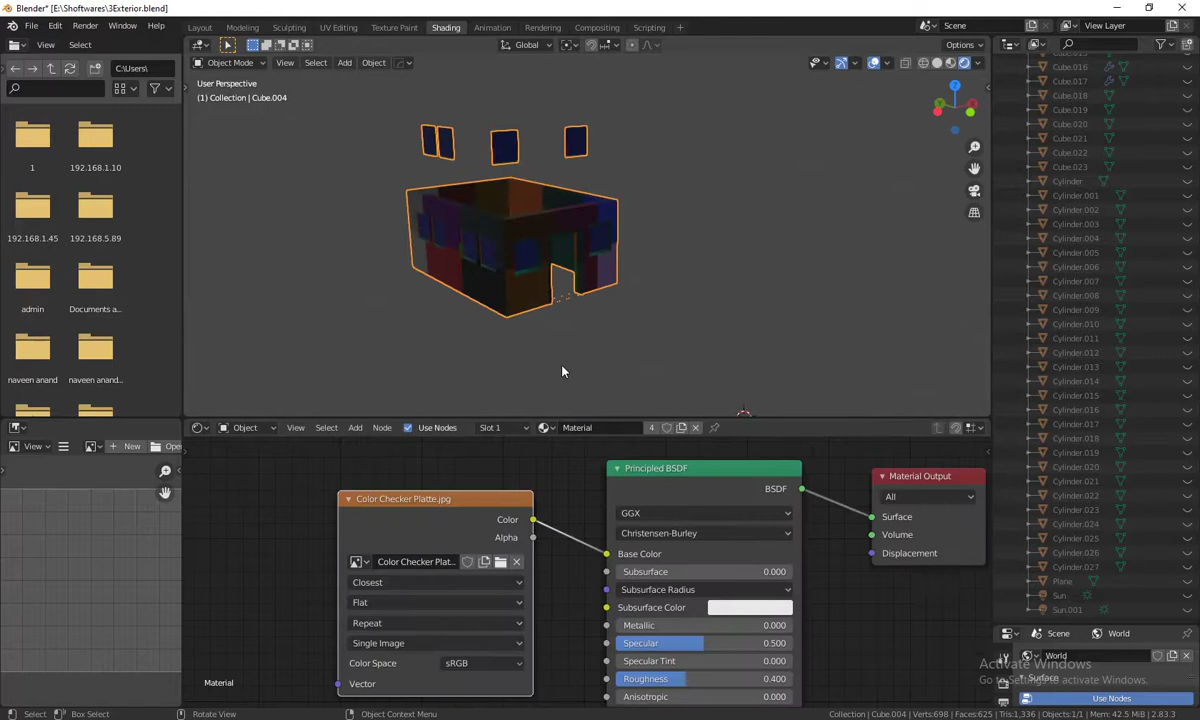 Blender* [E:\Shoftwares\3Exterior.blend]
File Edit Render Window Help
Layout Modeling Sculpting UV Editing Texture Paint Shading Animation Rendering Compositing Scripting
Scene View Layer
View Select
Global Options
C:\Users\
Object Mode View Select Add Object
User Perspective
(1) Collection | Cube.004
Z
1 192.168.1.10
192.168.1.45 192.168.5.89
admin Documents a...
naveen anand naveen anand...
Cube.016
Cube.017
Cube.018
Cube.019
Cube.020
Cube.021
Cube.022
Cube.023
Cylinder
Cylinder.001
Cylinder.002
Cylinder.003
Cylinder.004
Cylinder.005
Cylinder.006
Cylinder.007
Cylinder.008
Cylinder.009
Cylinder.010
Cylinder.011
Cylinder.012
Cylinder.013
Cylinder.014
Cylinder.015
Cylinder.016
Cylinder.017
Cylinder.018
Cylinder.019
Cylinder.020
Cylinder.021
Cylinder.022
Cylinder.023
Cylinder.024
Cylinder.025
Cylinder.026
Cylinder.027
Plane
Sun
Sun.001
View New Open
Object View Select Add Node Use Nodes Slot 1 Material 4
Color Checker Platte.jpg
Color
Alpha
Color Checker Plat...
Closest
Flat
Repeat
Single Image
Color Space sRGB
Vector
Principled BSDF
BSDF
GGX
Christensen-Burley
Base Color
Subsurface 0.000
Subsurface Radius
Subsurface Color
Metallic 0.000
Specular 0.500
Specular Tint 0.000
Roughness 0.400
Anisotropic 0.000
Material Output
All
Surface
Volume
Displacement
Material
Scene World
World
Surface
Use Nodes
Activate Windows
Go to Settings to activate Windows.
Select Box Select Rotate View Object Context Menu
Collection | Cube.004 | Verts:698 | Faces:625 | Tris:1,336 | Objects:1/1 | Mem: 42.5 MiB | 2.83.3